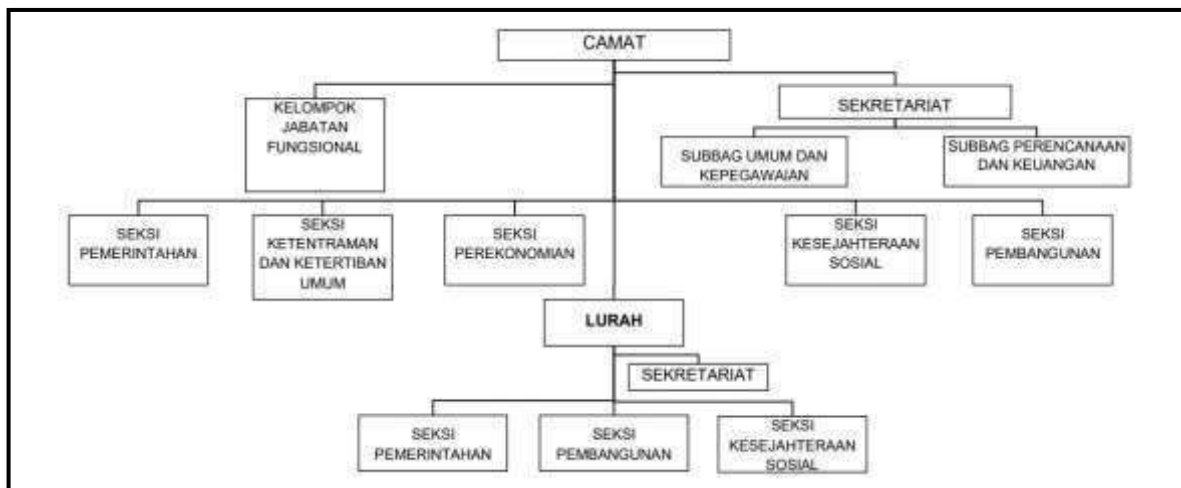 CAMAT
KELOMPOK
JABATAN
FUNGSIONAL
SEKRETARIAT
SUBBAG UMUM DAN
KEPEGAWAIAN
SUBBAG PERENCANAAN
DAN KEUANGAN
SEKSI
PEMERINTAHAN
SEKSI
KETENTRAMAN
DAN KETERTIBAN
UMUM
SEKSI
PEREKONOMIAN
SEKSI
KESEJAHTERAAN
SOSIAL
SEKSI
PEMBANGUNAN
LURAH
SEKRETARIAT
SEKSI
PEMERINTAHAN
SEKSI
PEMBANGUNAN
SEKSI
KESEJAHTERAAN
SOSIAL